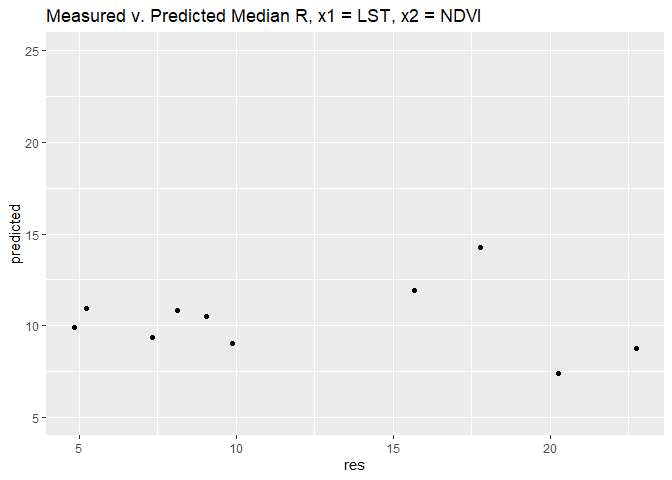 Measured v. Predicted Median R, x1 = LST, x2 = NDVI
25
20
15
10
5
predicted
5 10 15 20
res